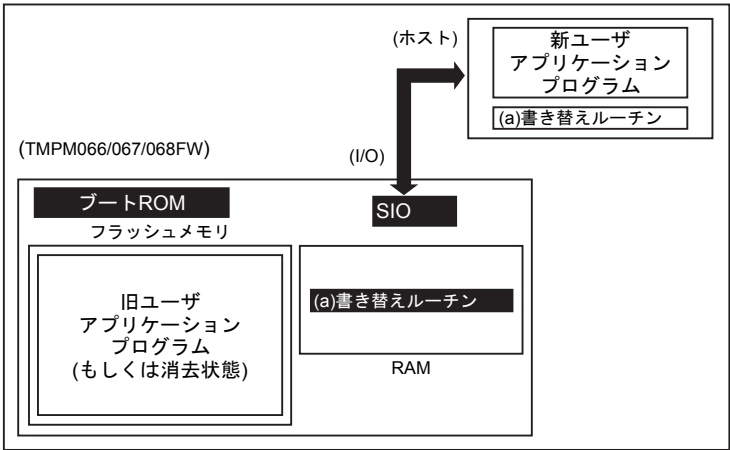 (ホスト)
新ユーザ
アプリケーション
プログラム
(a)書き替えルーチン
(TMPM066/067/068FW)
(I/O)
ブートROM
SIO
フラッシュメモリ
旧ユーザ
アプリケーション
プログラム
(もしくは消去状態)
(a)書き替えルーチン
RAM